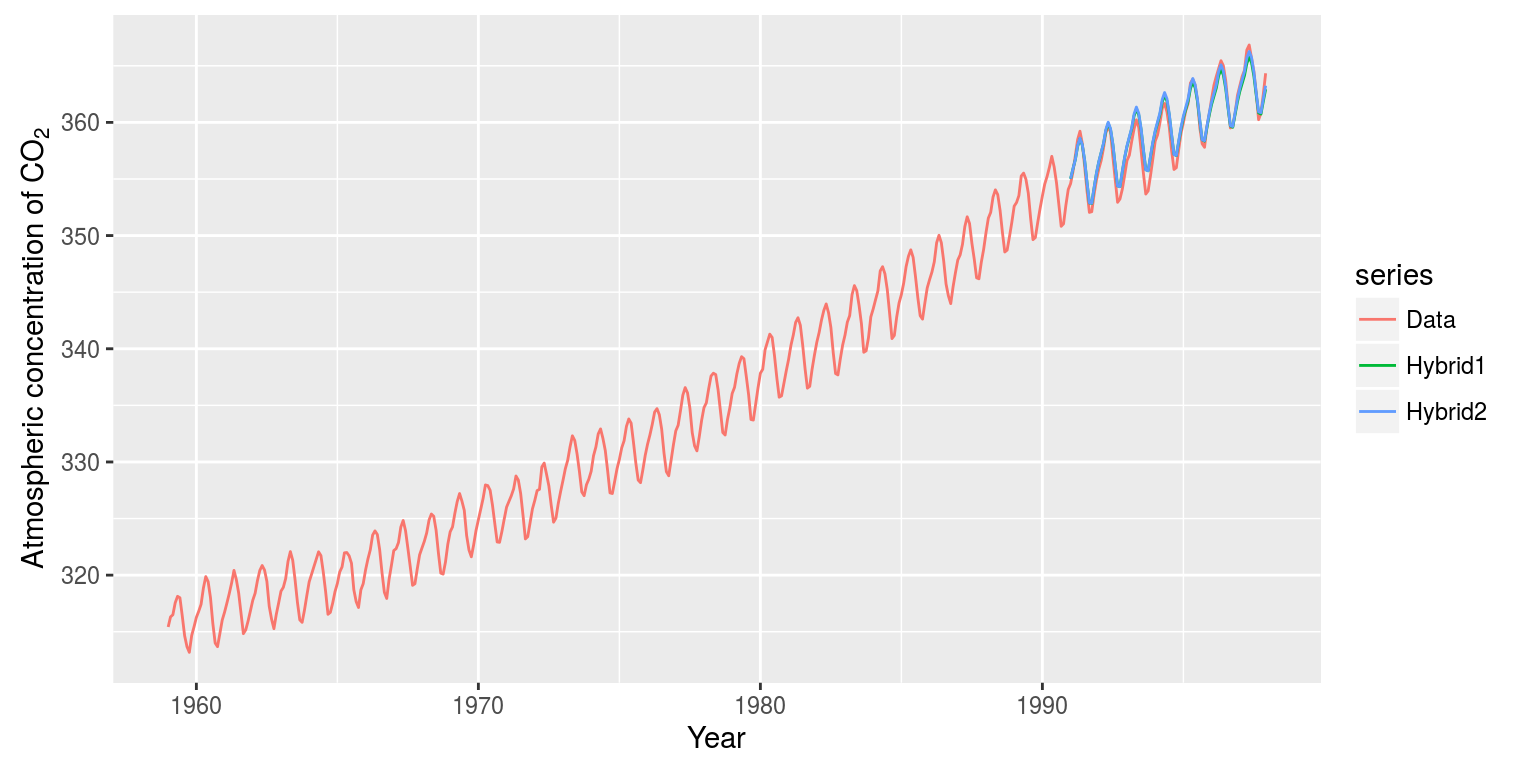 Atmospheric concentration of CO₂
360
350
340
330
320
1960 1970 1980 1990
Year
series
Data
Hybrid1
Hybrid2